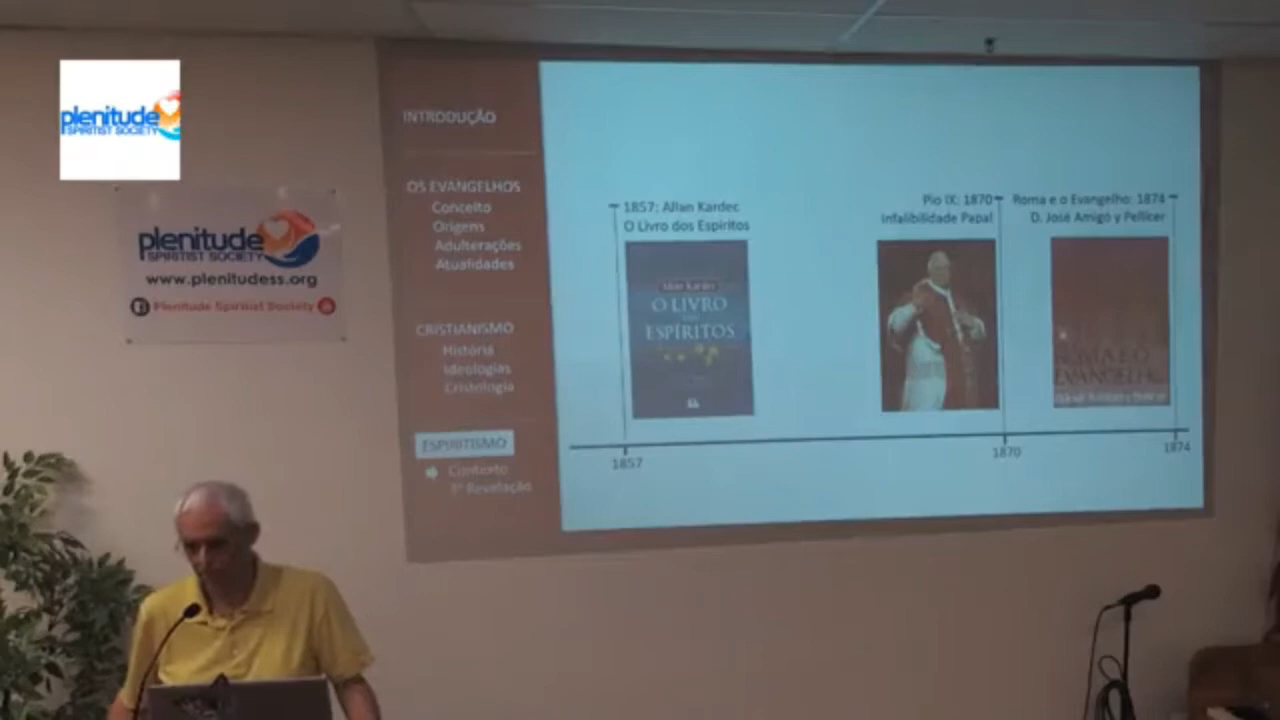 plenitude
SPIRITIST SOCIETY
plenitude
SPIRITIST SOCIETY
www.plenitudess.org
Plenitude Spiritist Society
INTRODUÇÃO
OS EVANGELHOS
Conceito
Origens
Adulterações
Atualidades
CRISTIANISMO
História
Ideologias
Cristologia
ESPIRITISMO
Contexto
Revelação
1857: Allan Kardec
O Livro dos Espíritos
Allan Kardec
O LIVRO
DOS
ESPÍRITOS
Pio IX: 1870
Infalibilidade Papal
Roma e o Evangelho: 1874
D. José Amigó y Pellícer
ROMA E O
EVANGELHO
1857
1870
1874